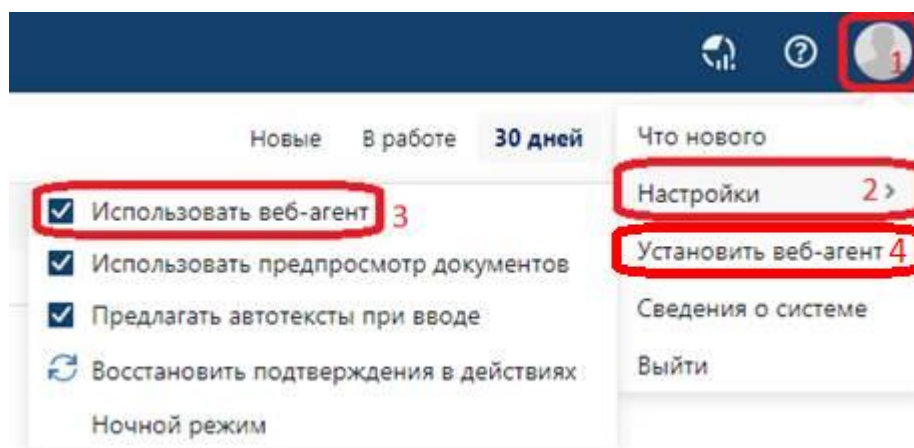 1
Новые В работе 30 дней
Что нового
Настройки 2 >
Установить веб-агент 4
Сведения о системе
Выйти
Использовать веб-агент 3
Использовать предпросмотр документов
Предлагать автотексты при вводе
Восстановить подтверждения в действиях
Ночной режим